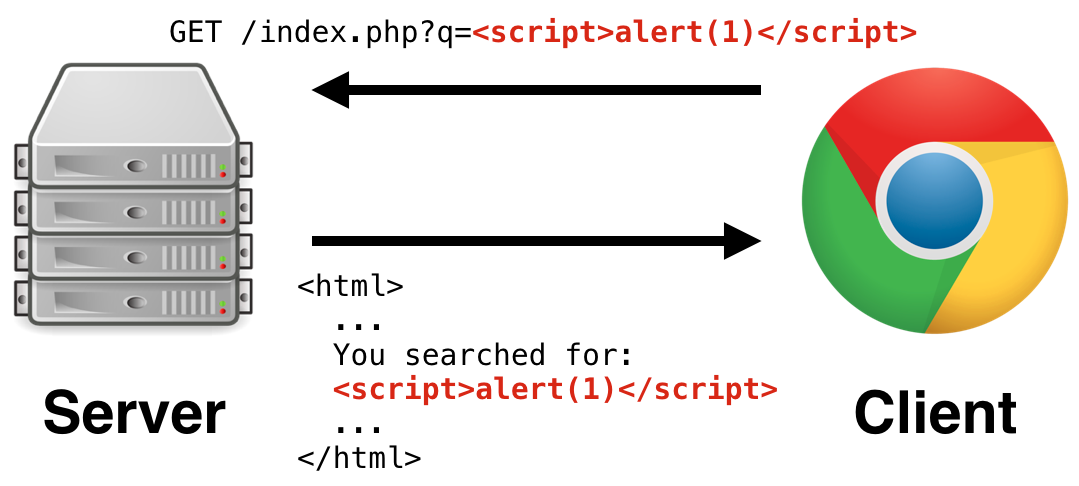 GET /index.php?q=<script>alert(1)</script>
<html>
...
You searched for:
<script>alert(1)</script>
...
</html>
Server
Client